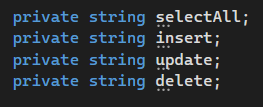 private string selectAll;
private string insert;
private string update;
private string delete;